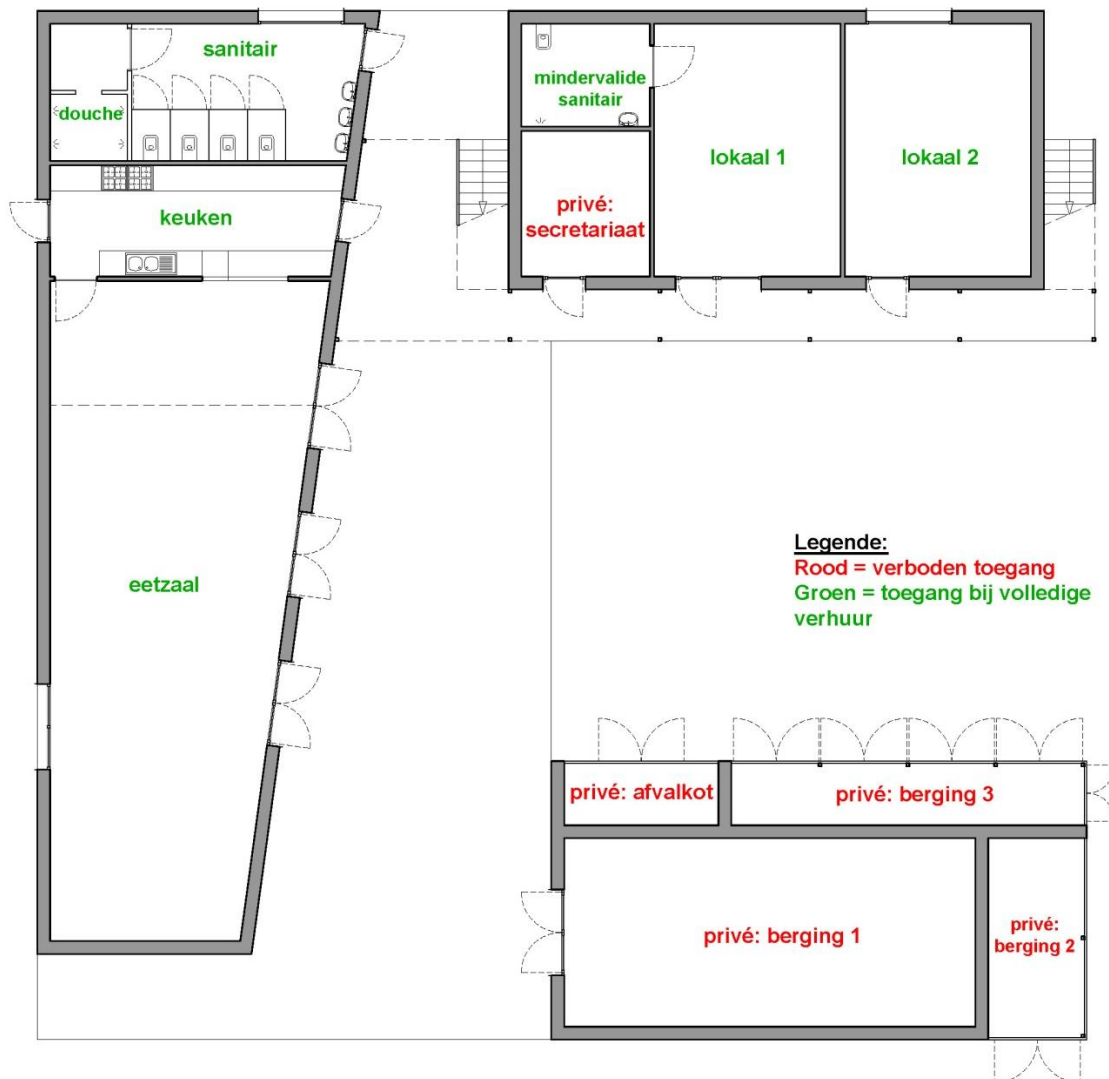 sanitair
douche
keuken
eetzaal
mindervalide
sanitair
privé:
secretariaat
lokaal 1
lokaal 2
Legende:
Rood = verboden toegang
Groen = toegang bij volledige
verhuur
privé: afvalkot
privé: berging 3
privé: berging 1
privé:
berging 2